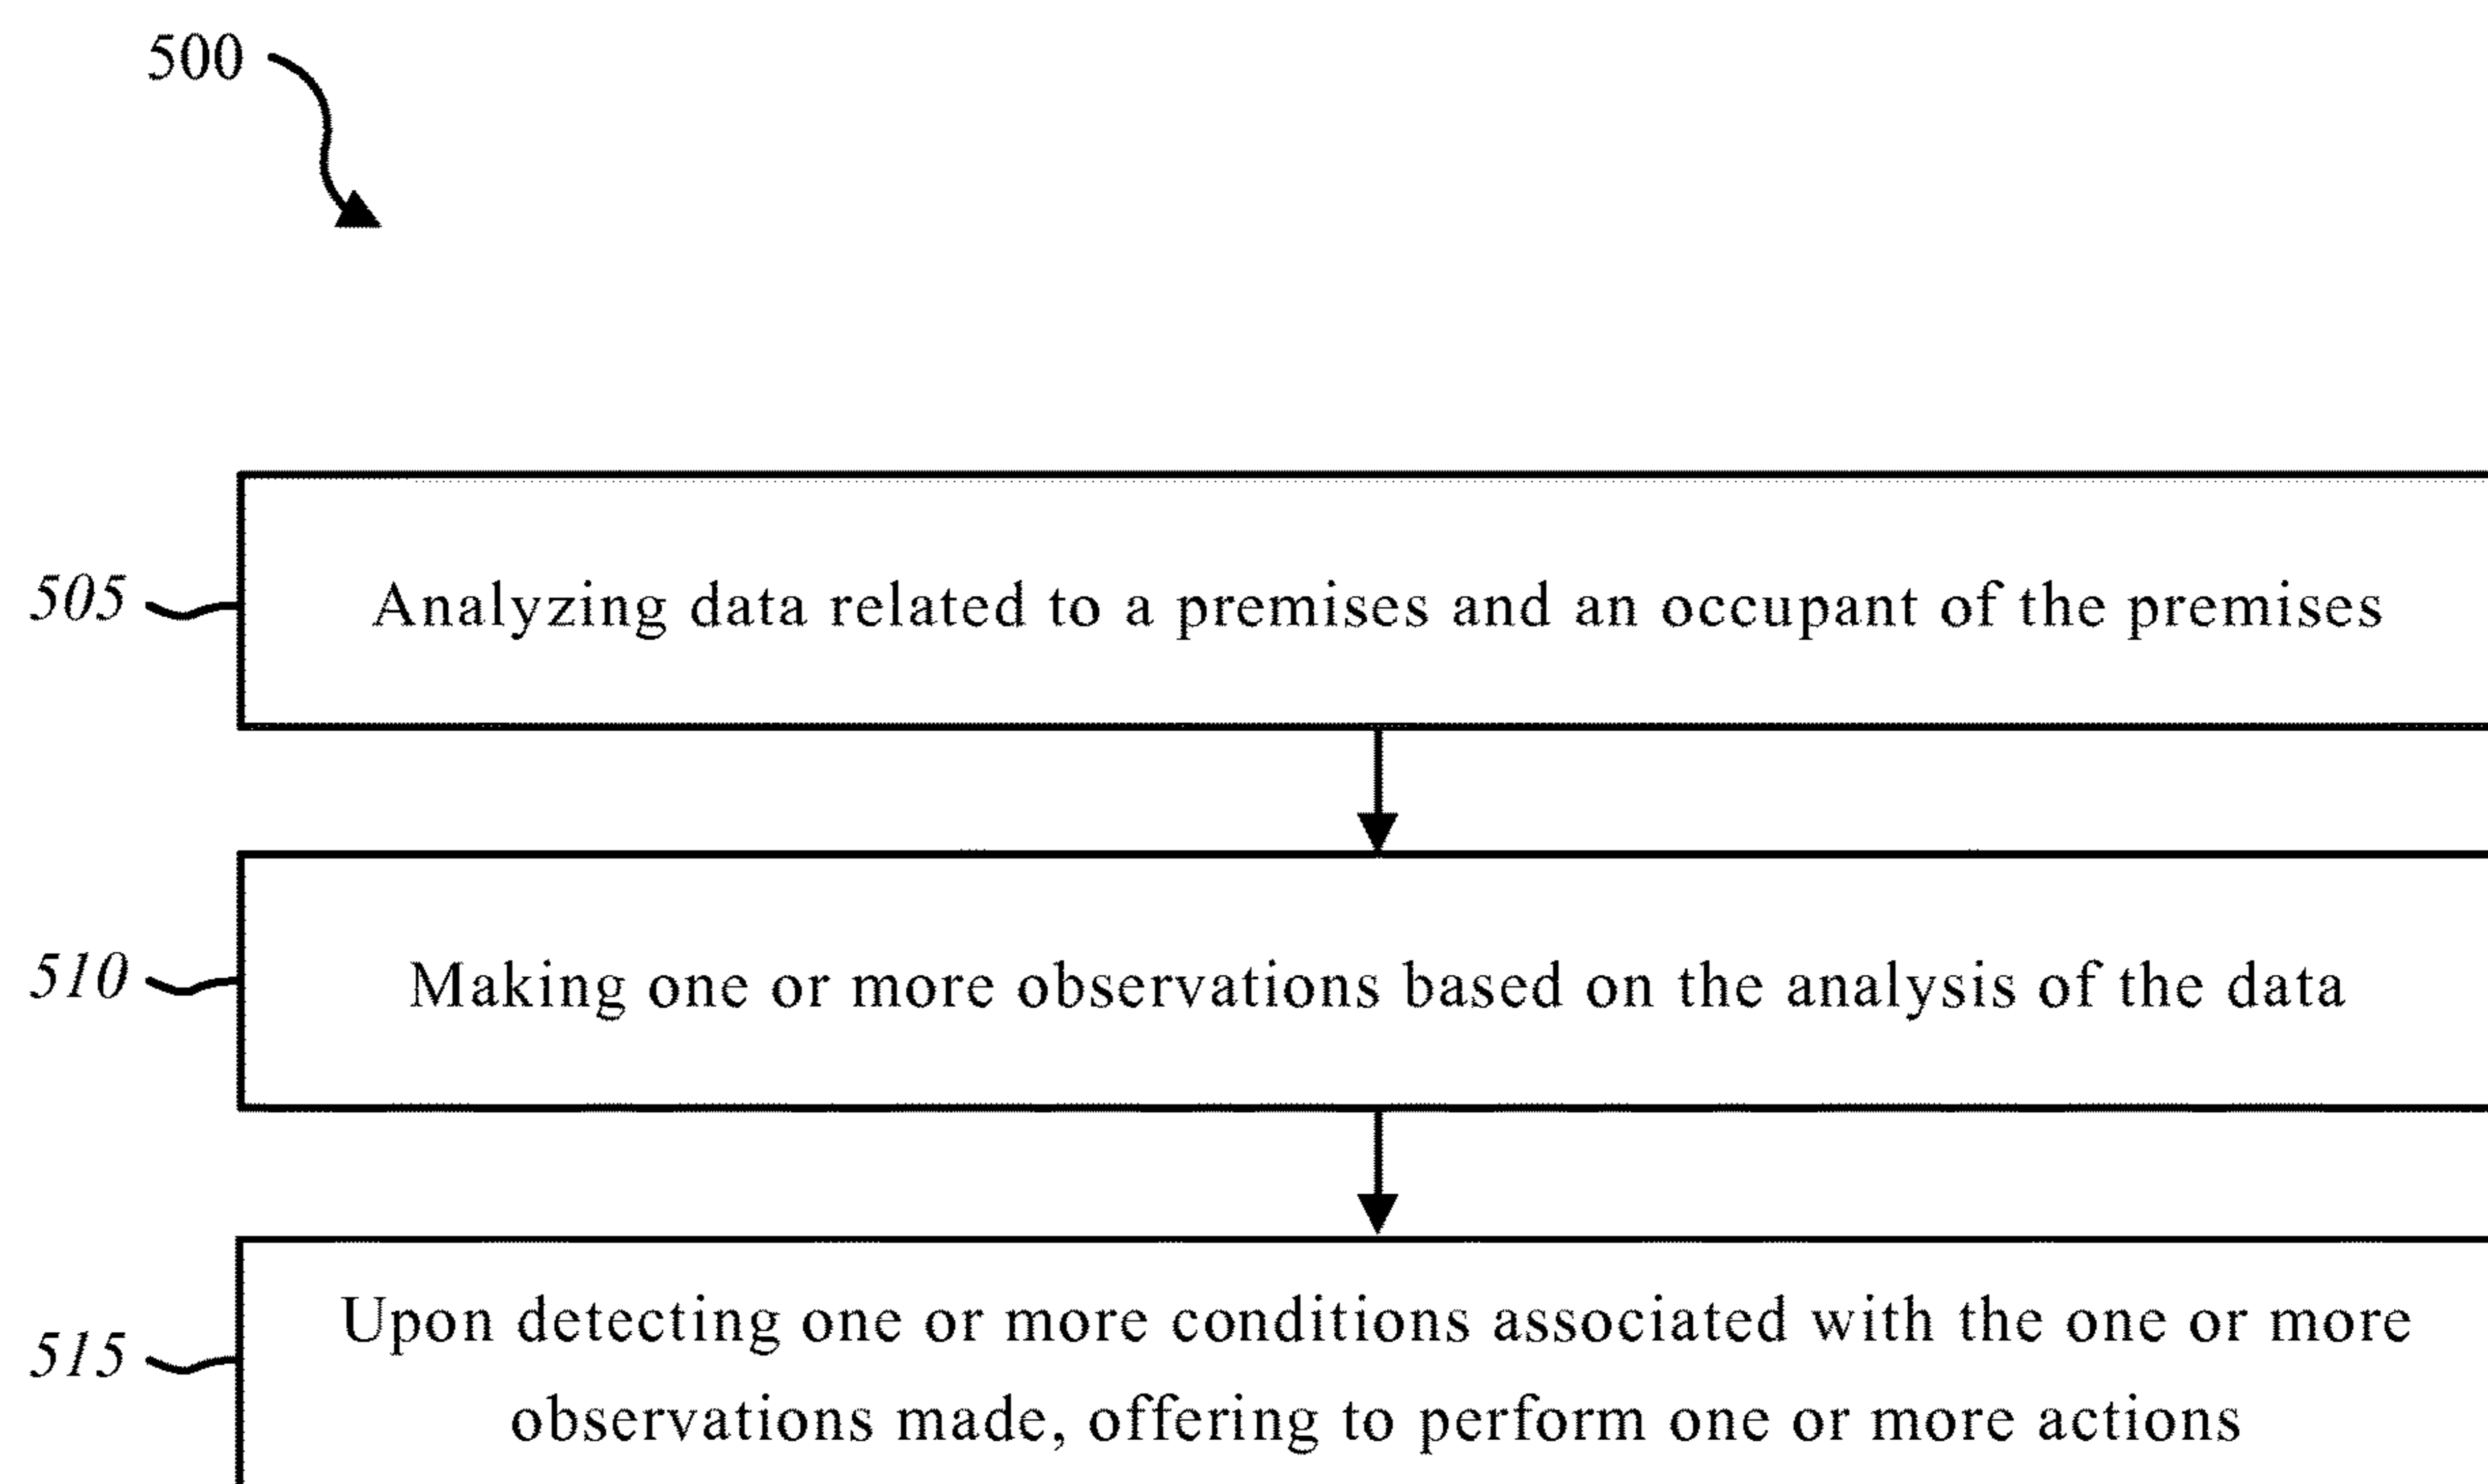 500
505
Analyzing data related to a premises and an occupant of the premises
510
Making one or more observations based on the analysis of the data
515
Upon detecting one or more conditions associated with the one or more
observations made, offering to perform one or more actions